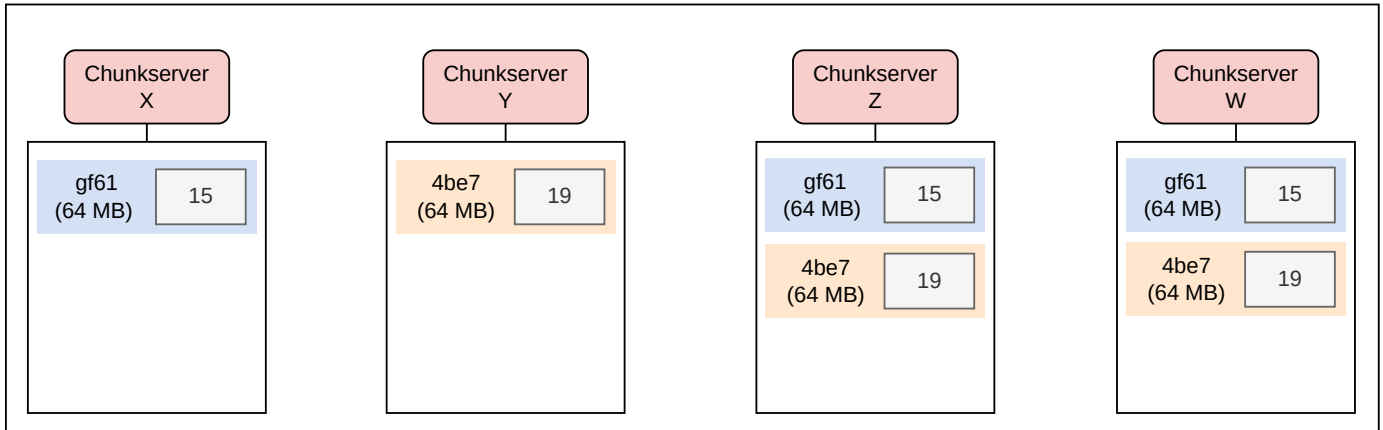 Chunkserver
X
Chunkserver
Y
Chunkserver
Z
Chunkserver
W
gf61
(64 MB)
15
4be7
(64 MB)
19
gf61
(64 MB)
15
4be7
(64 MB)
19
gf61
(64 MB)
15
4be7
(64 MB)
19